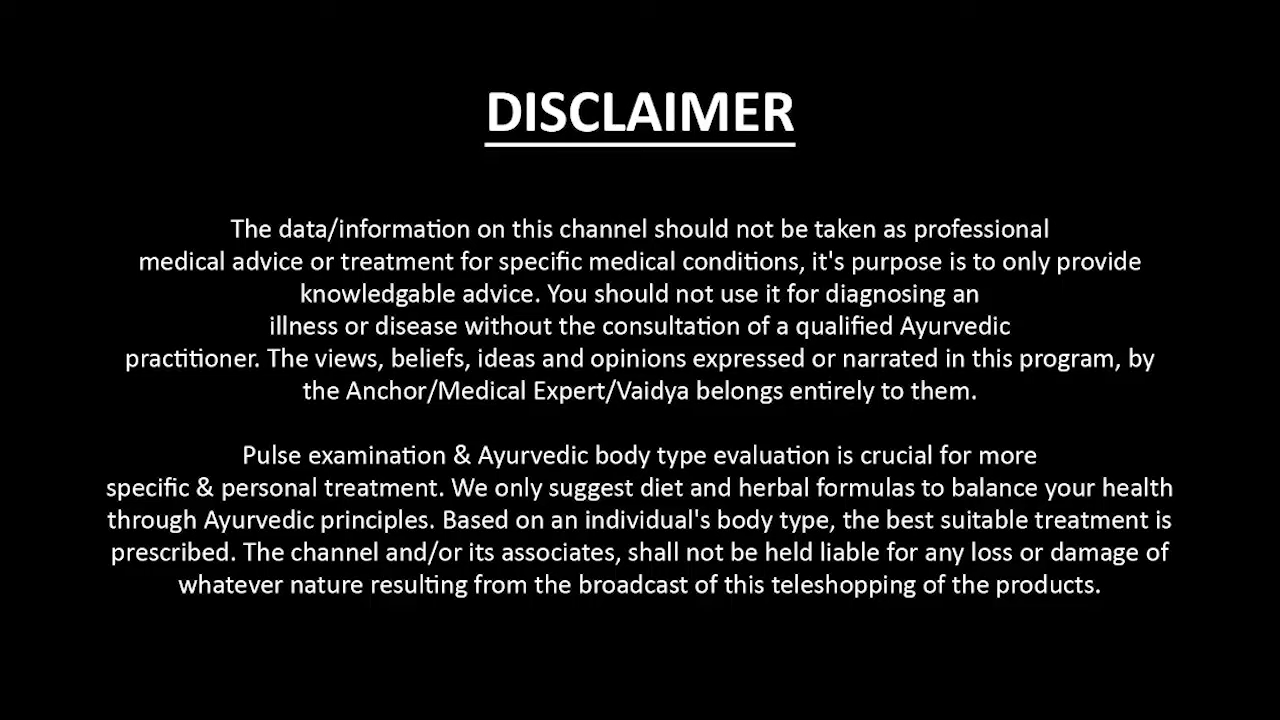 DISCLAIMER
The data/information on this channel should not be taken as professional
medical advice or treatment for specific medical conditions, it's purpose is to only provide
knowledgable advice. You should not use it for diagnosing an
illness or disease without the consultation of a qualified Ayurvedic
practitioner. The views, beliefs, ideas and opinions expressed or narrated in this program, by
the Anchor/Medical Expert/Vaidya belongs entirely to them.
Pulse examination & Ayurvedic body type evaluation is crucial for more
specific & personal treatment. We only suggest diet and herbal formulas to balance your health
through Ayurvedic principles. Based on an individual's body type, the best suitable treatment is
prescribed. The channel and/or its associates, shall not be held liable for any loss or damage of
whatever nature resulting from the broadcast of this teleshopping of the products.